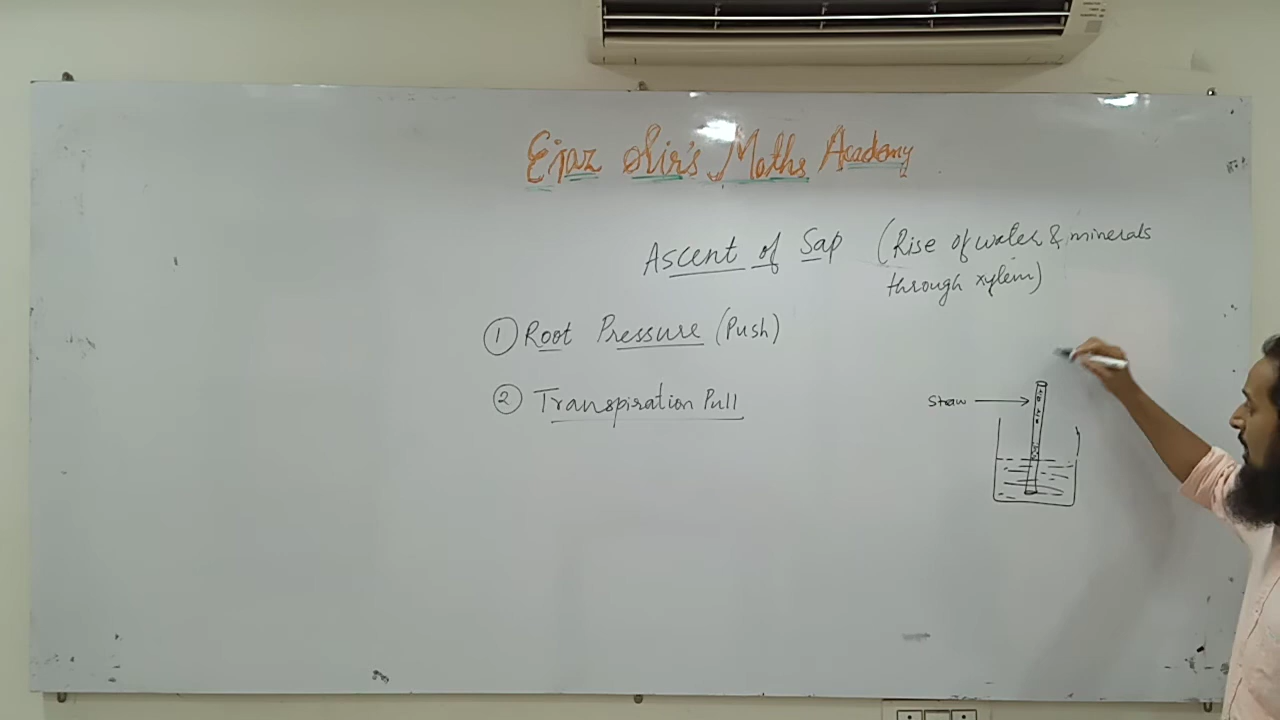 Ejaz Sir's Maths Academy
Ascent of Sap (Rise of water & minerals
through xylem)
① Root Pressure (Push)
② Transpiration Pull
Straw